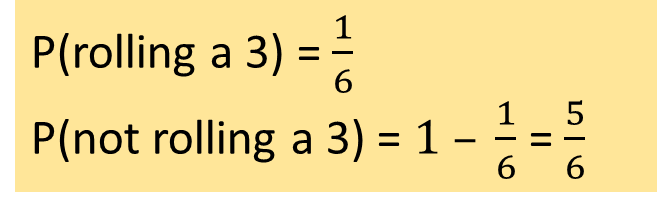 P(rolling a 3) = 1/6
P(not rolling a 3) = 1 − 1/6 = 5/6